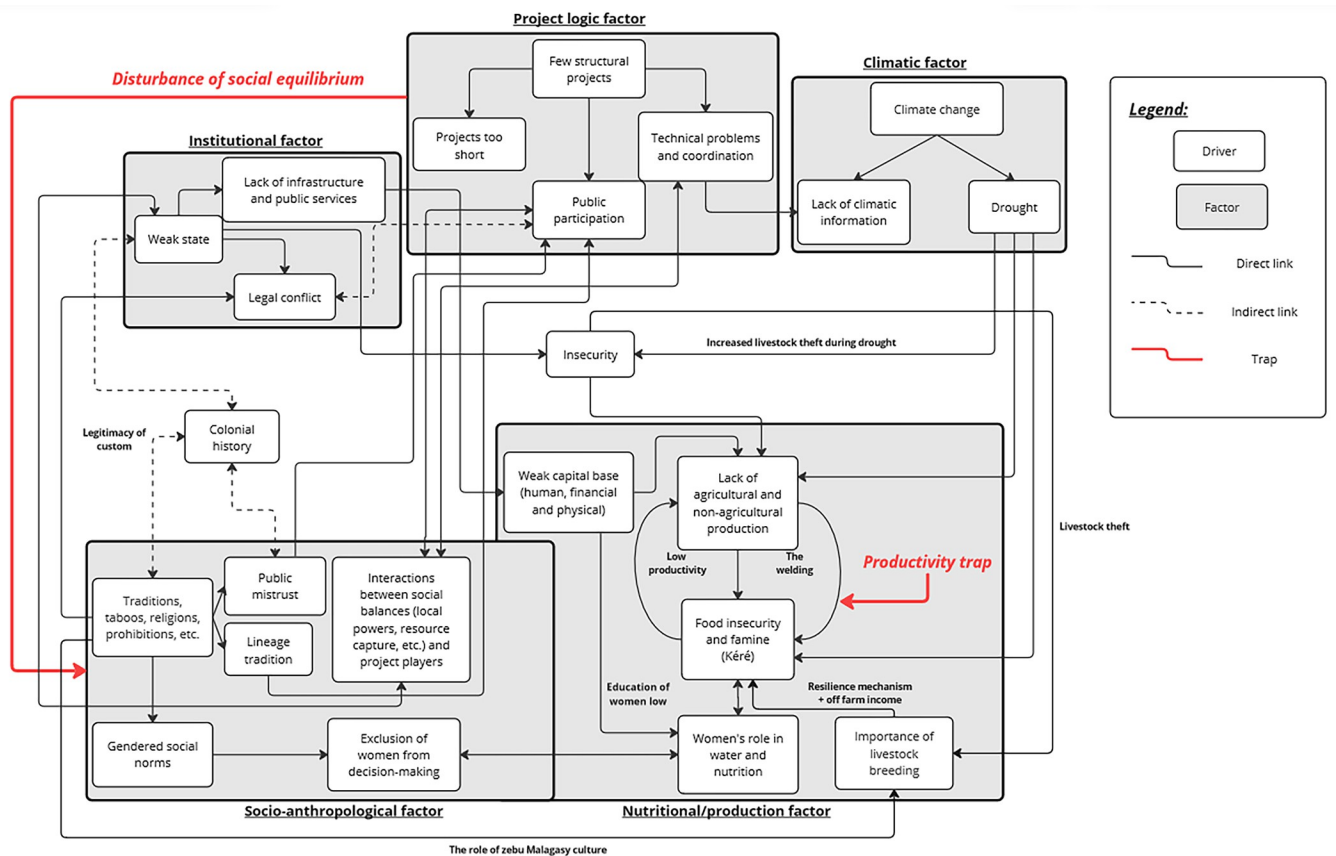 Project logic factor
Few structural
projects
Projects too
short
Technical problems
and coordination
Public
participation
Disturbance of social equilibrium
Climatic factor
Climate change
Lack of climatic
information
Drought
Legend:
Driver
Factor
Direct link
Indirect link
Trap
Institutional factor
Lack of infrastructure
and public services
Weak state
Legal conflict
Insecurity
Increased livestock theft during drought
Legitimacy of
custom
Colonial
history
Weak capital base
(human, financial
and physical)
Lack of
agricultural and
non-agricultural
production
Low
productivity
The
welding
Productivity trap
Livestock theft
Food insecurity
and famine
(Kéré)
Education of
women low
Resilience mechanism
+ off farm income
Women's role in
water and
nutrition
Importance of
livestock
breeding
Nutritional/production factor
Traditions,
taboos, religions,
prohibitions, etc.
Public
mistrust
Lineage
tradition
Interactions
between social
balances (local
powers, resource
capture, etc.) and
project players
Gendered social
norms
Exclusion of
women from
decision-making
Socio-anthropological factor
The role of zebu Malagasy culture